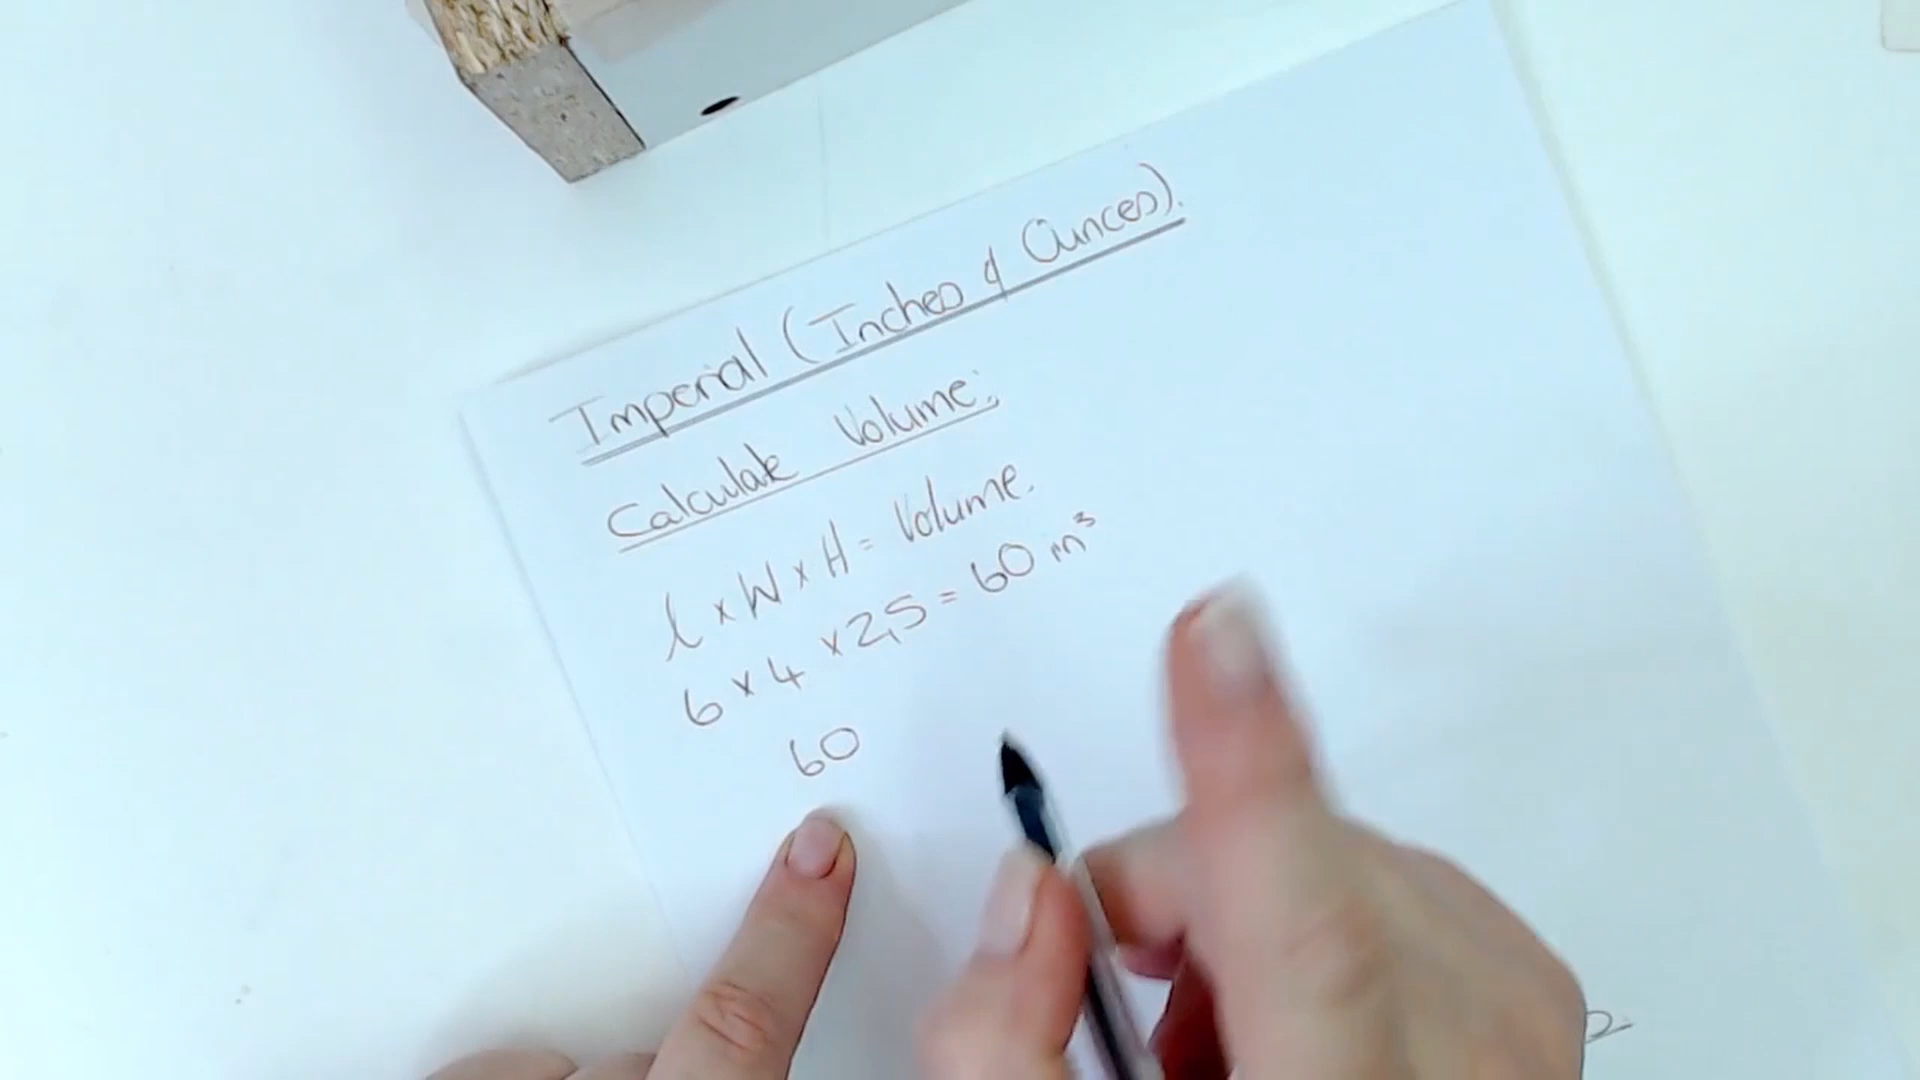 Imperial (Inches & Ounces).
Calculate Volume:
L x W x H = Volume.
6 x 4 x 2,5 = 60 in³
60